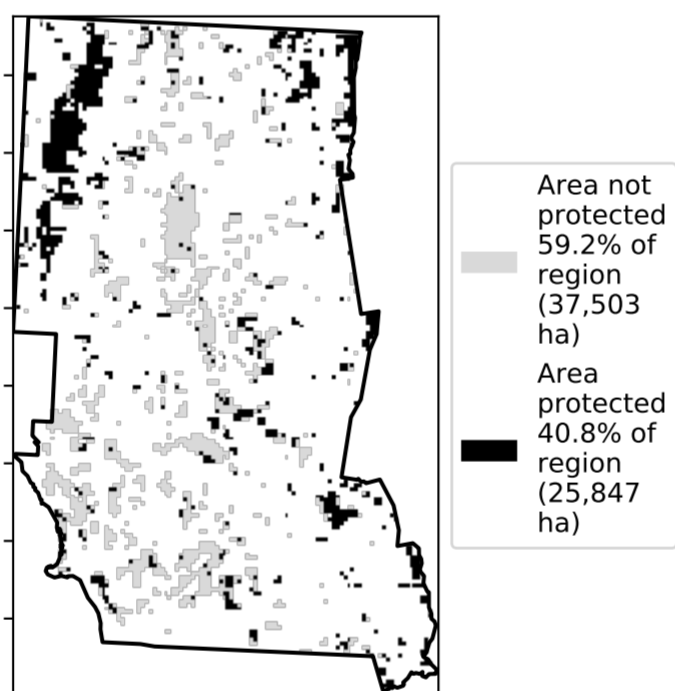 Area not
protected
59.2% of
region
(37,503
ha)
Area
protected
40.8% of
region
(25,847
ha)